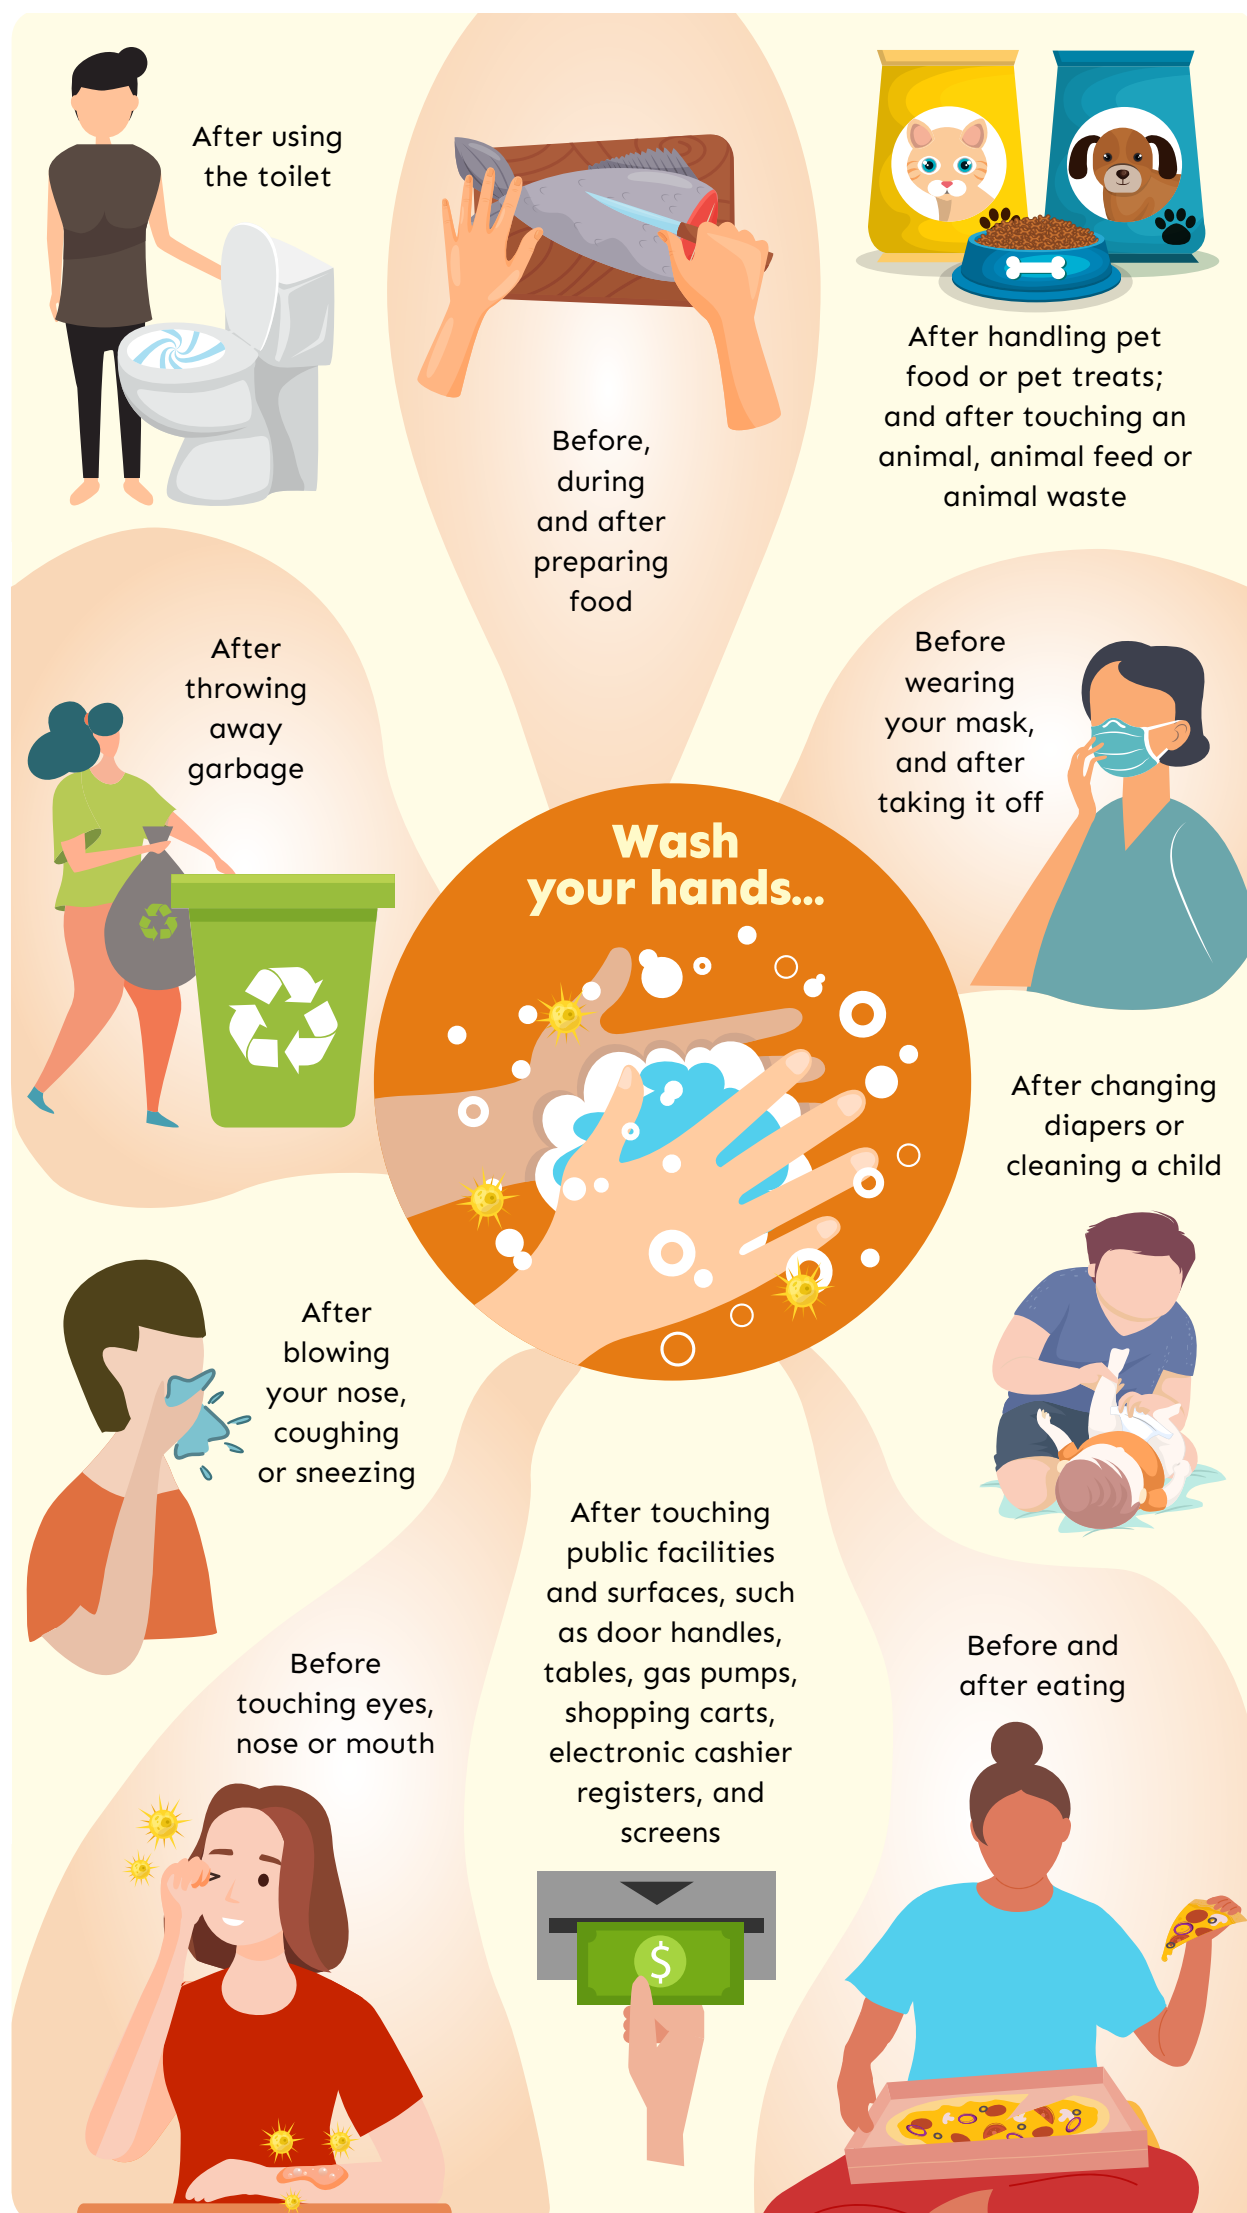 After using
the toilet
Before,
during
and after
preparing
food
After handling pet
food or pet treats;
and after touching an
animal, animal feed or
animal waste
After
throwing
away
garbage
Before
wearing
your mask,
and after
taking it off
Wash
your hands...
After changing
diapers or
cleaning a child
After
blowing
your nose,
coughing
or sneezing
After touching
public facilities
and surfaces, such
as door handles,
tables, gas pumps,
shopping carts,
electronic cashier
registers, and
screens
Before
touching eyes,
nose or mouth
Before and
after eating
$